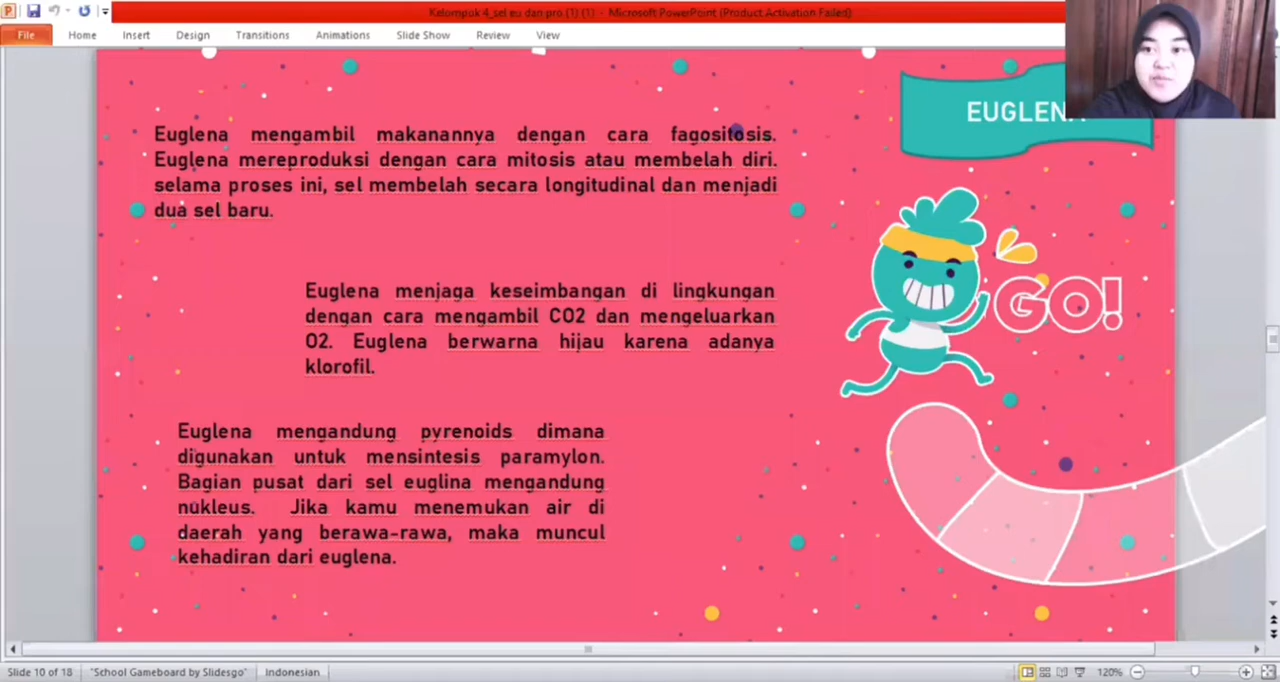 Kelompok 4_sel eu dan pro (1) (1) - Microsoft PowerPoint (Product Activation Failed)
File Home Insert Design Transitions Animations Slide Show Review View
EUGLENA
Euglena mengambil makanannya dengan cara fagositosis.
Euglena mereproduksi dengan cara mitosis atau membelah diri.
selama proses ini, sel membelah secara longitudinal dan menjadi
dua sel baru.
GO!
Euglena menjaga keseimbangan di lingkungan
dengan cara mengambil CO2 dan mengeluarkan
O2. Euglena berwarna hijau karena adanya
klorofil.
Euglena mengandung pyrenoids dimana
digunakan untuk mensintesis paramylon.
Bagian pusat dari sel euglina mengandung
nukleus. Jika kamu menemukan air di
daerah yang berawa-rawa, maka muncul
kehadiran dari euglena.
Slide 10 of 18 "School Gameboard by Slidesgo" Indonesian 120%